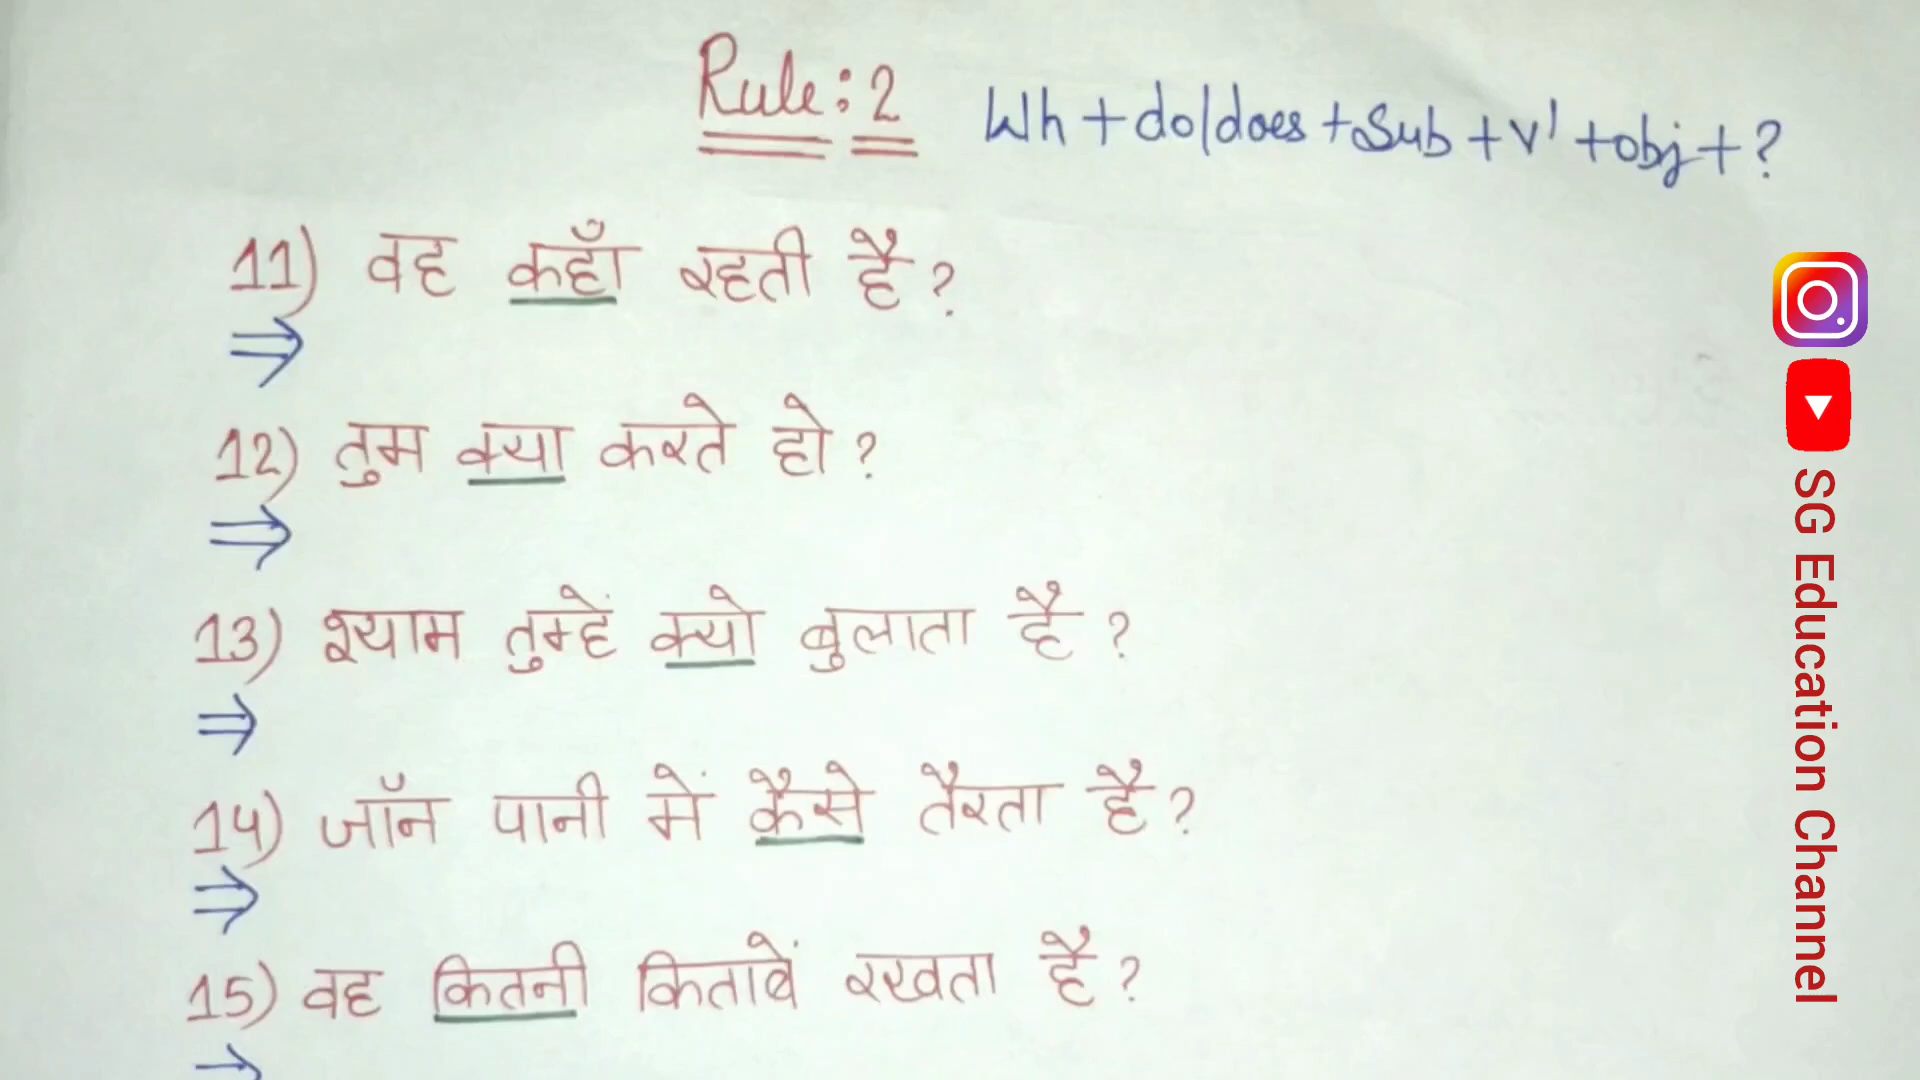 Rule: 2 Wh + do/does + Sub + V¹ + obj + ?
11) वह कहाँ रहती है ?
⇒
12) तुम क्या करते हो ?
⇒
13) श्याम तुम्हें क्यो बुलाता है ?
⇒
14) जॉन पानी में कैसे तैरता है ?
⇒
15) वह कितनी किताबें रखता है ?
SG Education Channel